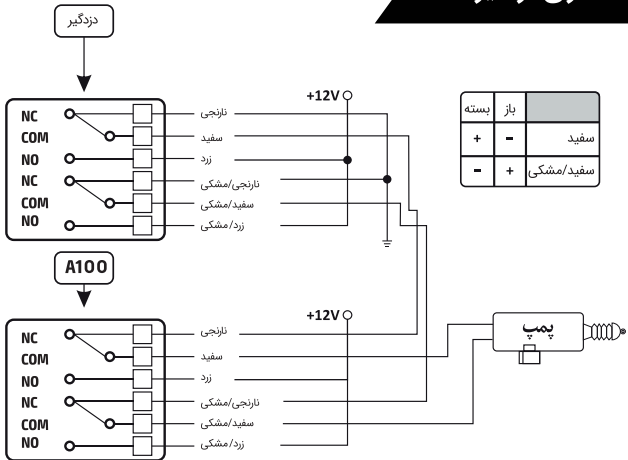 دزدگیر
NC
COM
NO
NC
COM
NO
نارنجی
سفید
زرد
نارنجی/مشکی
سفید/مشکی
زرد/مشکی
+12V
بسته باز
سفید - +
سفید/مشکی + -
A100
NC
COM
NO
NC
COM
NO
نارنجی
سفید
زرد
نارنجی/مشکی
سفید/مشکی
زرد/مشکی
+12V
پمپ